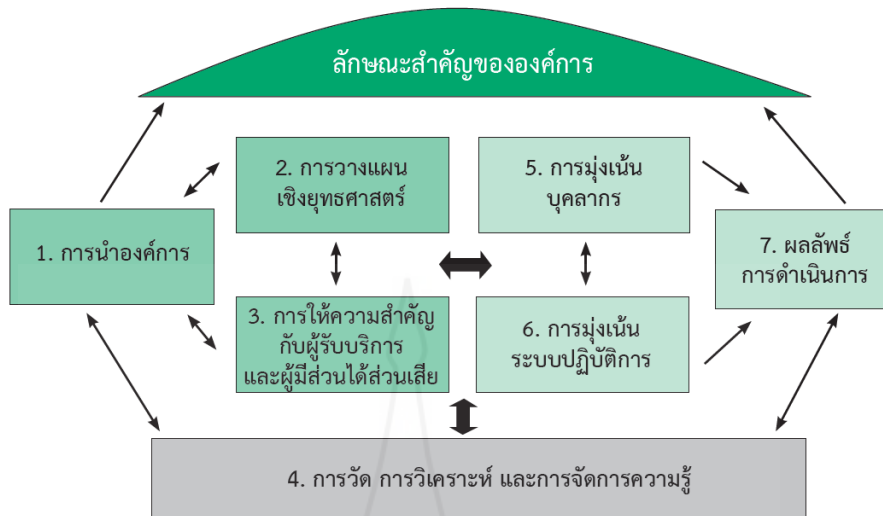 ลักษณะสำคัญขององค์การ
2. การวางแผน
เชิงยุทธศาสตร์
5. การมุ่งเน้น
บุคลากร
1. การนำองค์การ
7. ผลลัพธ์
การดำเนินการ
3. การให้ความสำคัญ
กับผู้รับบริการ
และผู้มีส่วนได้ส่วนเสีย
6. การมุ่งเน้น
ระบบปฏิบัติการ
4. การวัด การวิเคราะห์ และการจัดการความรู้